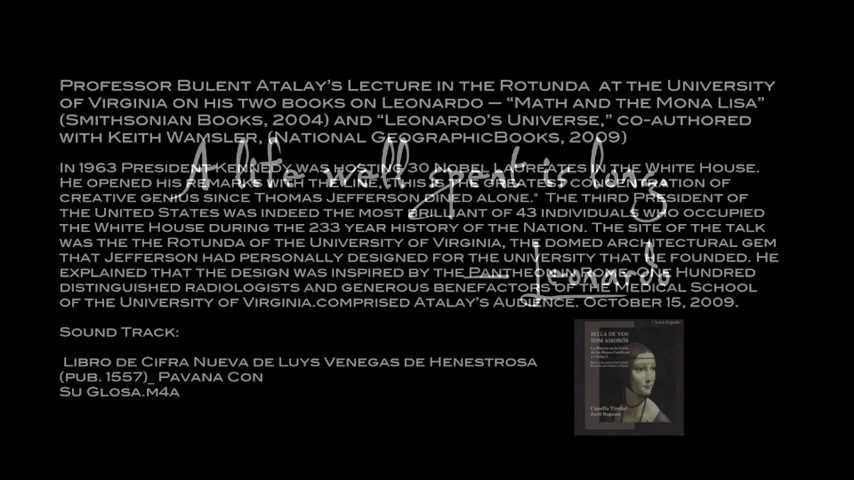 PROFESSOR BULENT ATALAY'S LECTURE IN THE ROTUNDA AT THE UNIVERSITY
OF VIRGINIA ON HIS TWO BOOKS ON LEONARDO — "MATH AND THE MONA LISA"
(SMITHSONIAN BOOKS, 2004) AND "LEONARDO'S UNIVERSE," CO-AUTHORED
WITH KEITH WAMSLER, (NATIONAL GEOGRAPHICBOOKS, 2009)
A life well spent is long
— Leonardo
IN 1963 PRESIDENT KENNEDY WAS HOSTING 30 NOBEL LAUREATES IN THE WHITE HOUSE.
HE OPENED HIS REMARKS WITH THE LINE, "THIS IS THE GREATEST CONCENTRATION OF
CREATIVE GENIUS SINCE THOMAS JEFFERSON DINED ALONE." THE THIRD PRESIDENT OF
THE UNITED STATES WAS INDEED THE MOST BRILLIANT OF 43 INDIVIDUALS WHO OCCUPIED
THE WHITE HOUSE DURING THE 233 YEAR HISTORY OF THE NATION. THE SITE OF THE TALK
WAS THE THE ROTUNDA OF THE UNIVERSITY OF VIRGINIA, THE DOMED ARCHITECTURAL GEM
THAT JEFFERSON HAD PERSONALLY DESIGNED FOR THE UNIVERSITY THAT HE FOUNDED. HE
EXPLAINED THAT THE DESIGN WAS INSPIRED BY THE PANTHEON ONE HUNDRED
DISTINGUISHED RADIOLOGISTS AND GENEROUS BENEFACTORS OF THE MEDICAL SCHOOL
OF THE UNIVERSITY OF VIRGINIA.COMPRISED ATALAY'S AUDIENCE. OCTOBER 15, 2009.
SOUND TRACK:
LIBRO DE CIFRA NUEVA DE LUYS VENEGAS DE HENESTROSA
(PUB. 1557)_ PAVANA CON
SU GLOSA.M4A
BELLA DE VOS
SOM AMORÓS
Capella Virelai
Jordi Reguant